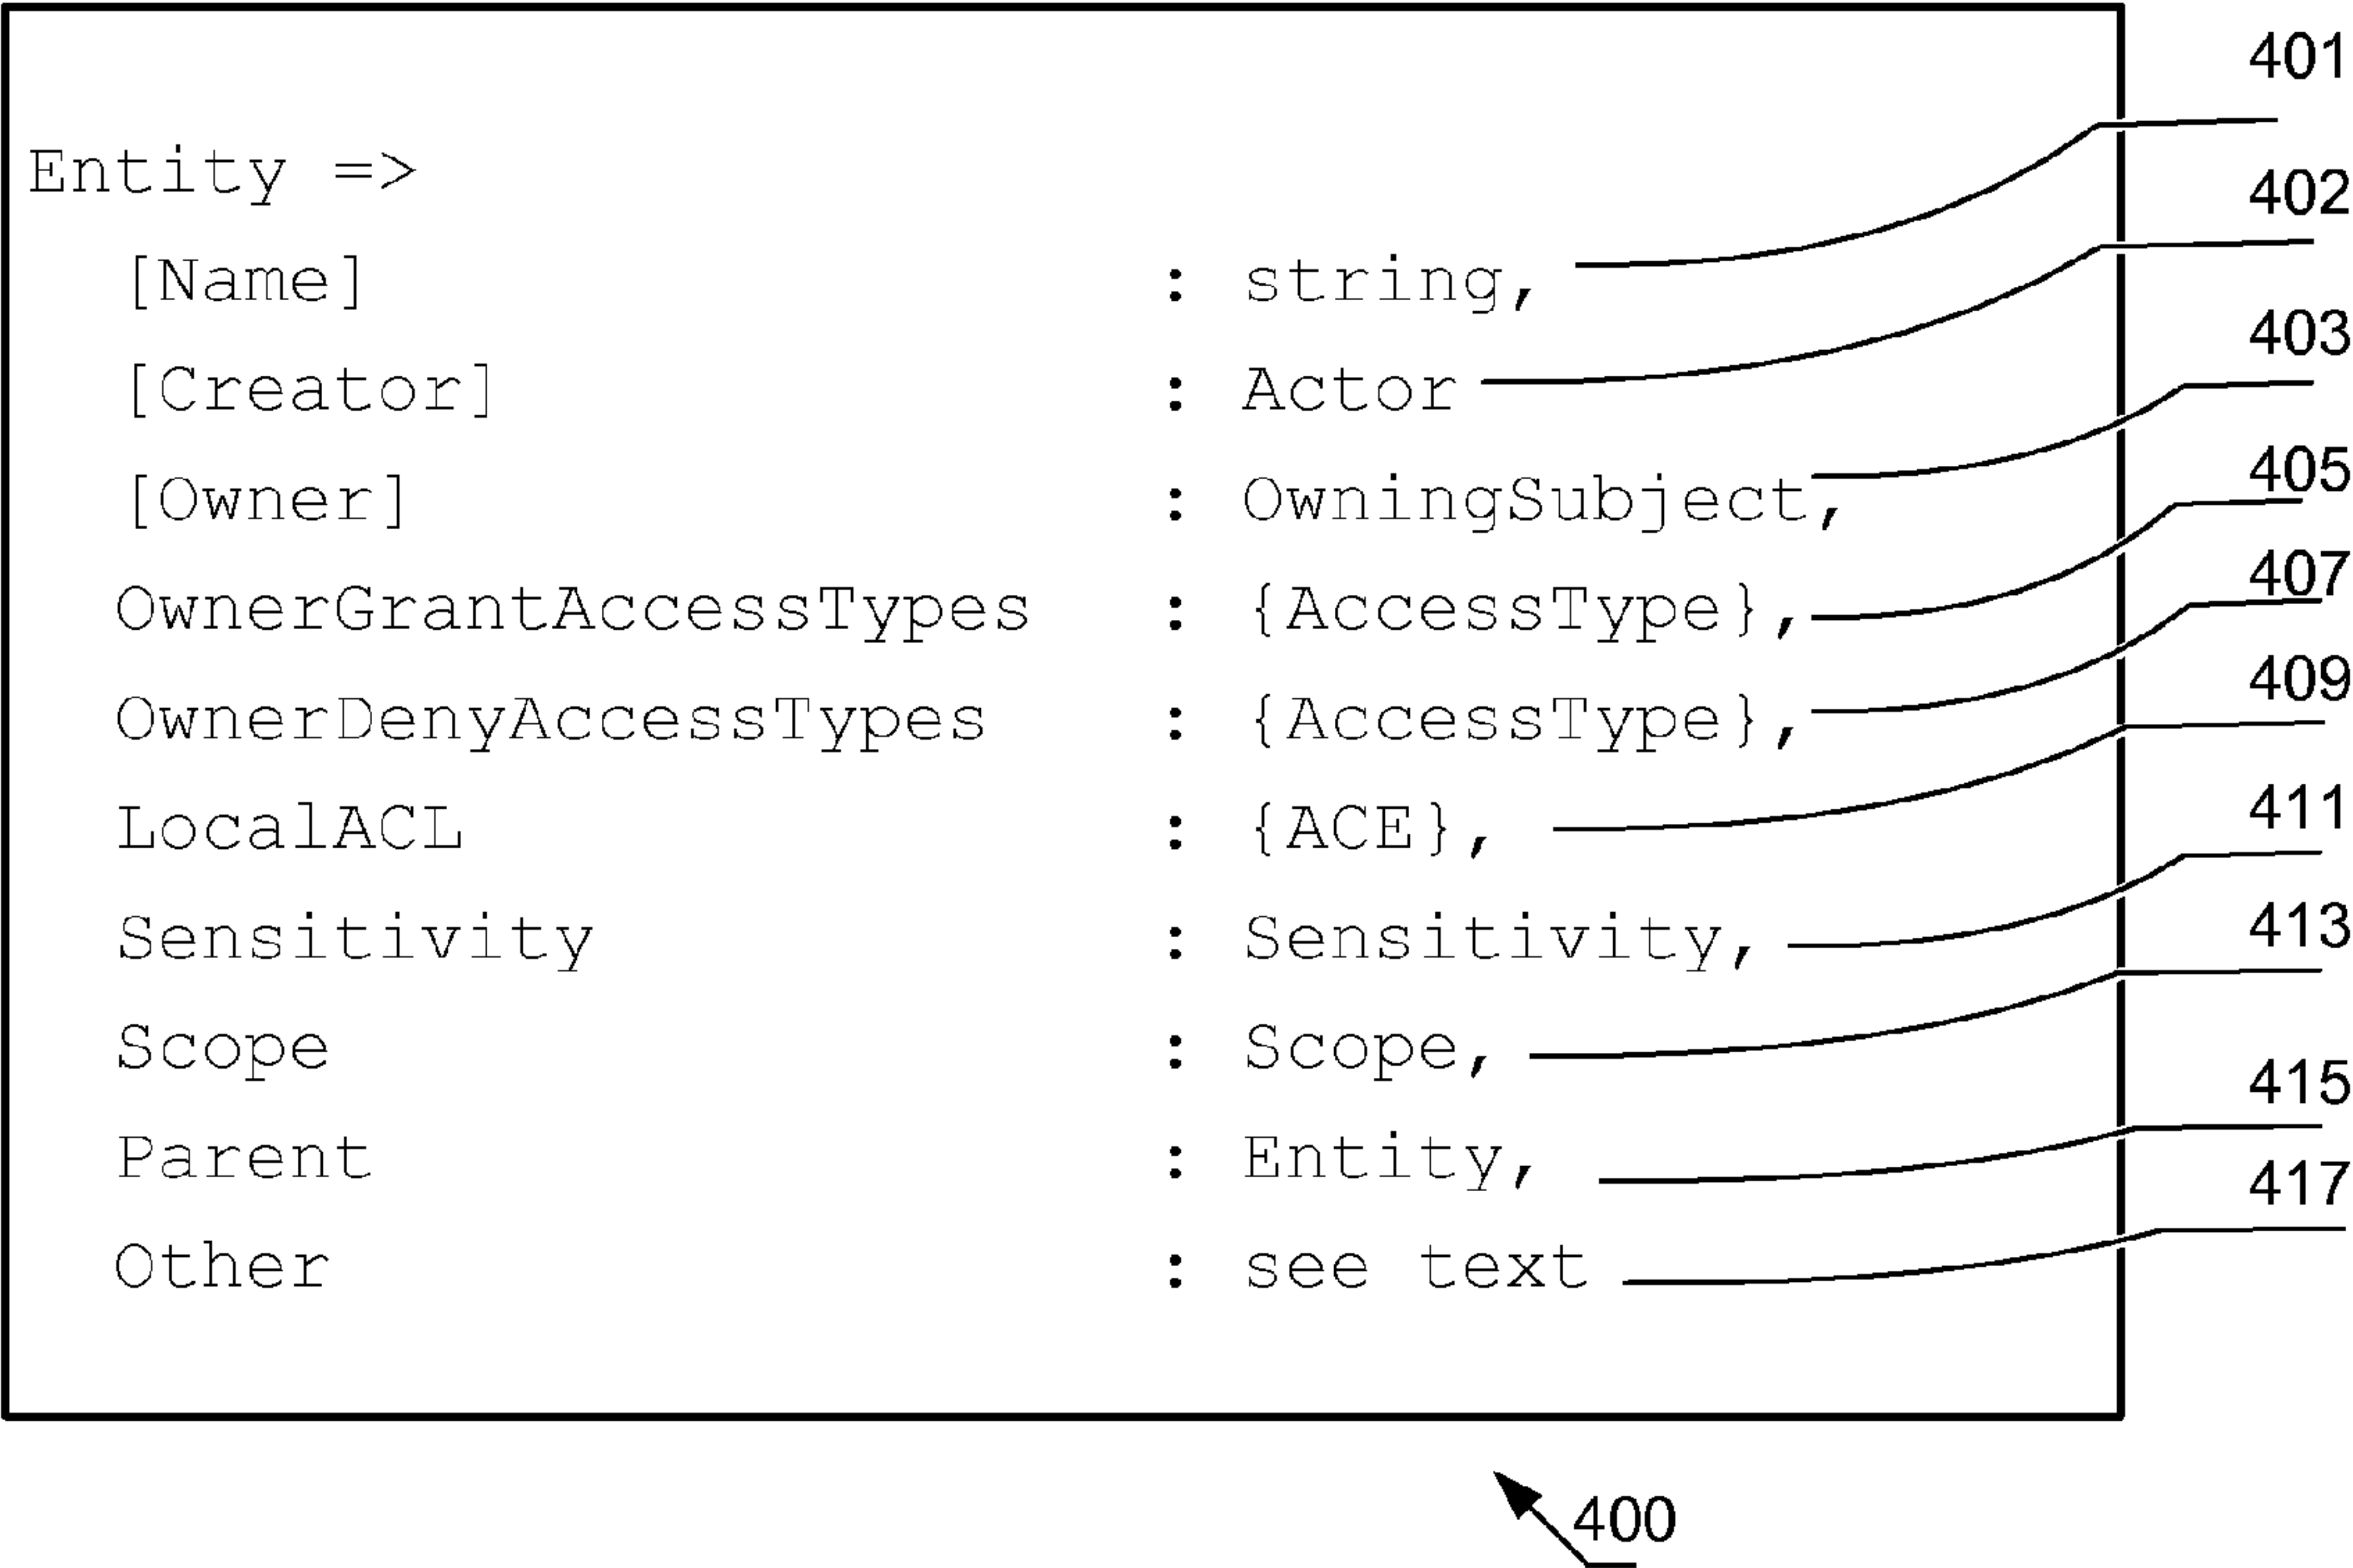 401
Entity =>
402
[Name] : string,
403
[Creator] : Actor
405
[Owner] : OwningSubject,
407
OwnerGrantAccessTypes : {AccessType},
409
OwnerDenyAccessTypes : {AccessType},
411
LocalACL : {ACE},
413
Sensitivity : Sensitivity,
Scope : Scope,
415
Parent : Entity,
417
Other : see text
400